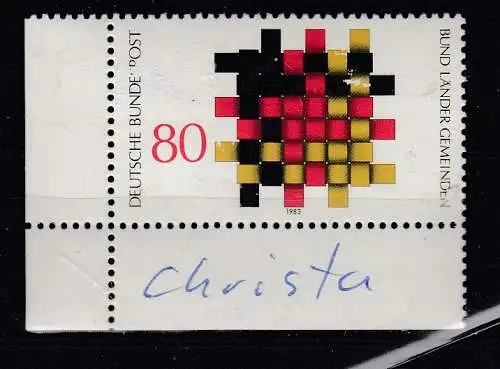 DEUTSCHE BUNDESPOST
80
BUND LÄNDER GEMEINDEN
1983
Christa